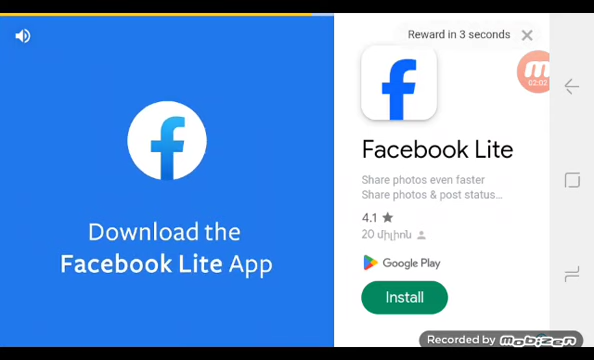 Reward in 3 seconds
02:02
Download the
Facebook Lite App
Facebook Lite
Share photos even faster
Share photos & post status...
4.1
20 միլիոն
Google Play
Install
Recorded by Mobizen